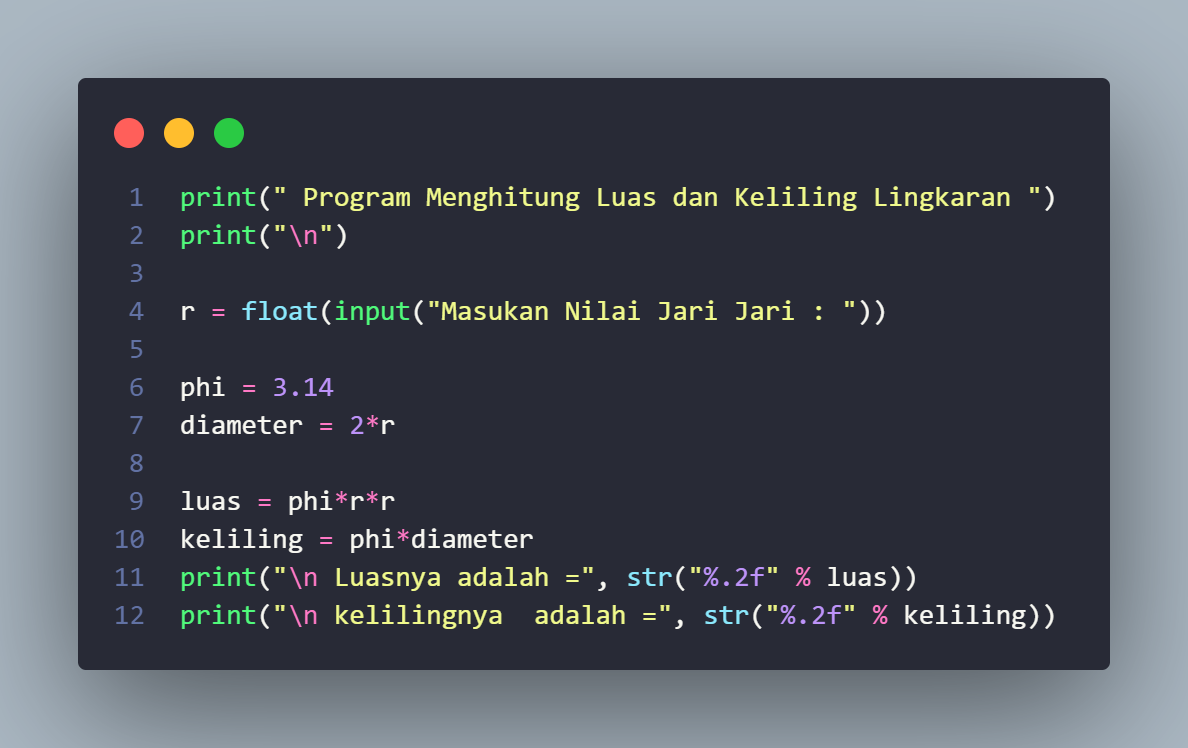 1 print(" Program Menghitung Luas dan Keliling Lingkaran ")
2 print("\n")
3
4 r = float(input("Masukan Nilai Jari Jari : "))
5
6 phi = 3.14
7 diameter = 2*r
8
9 luas = phi*r*r
10 keliling = phi*diameter
11 print("\n Luasnya adalah =", str("%.2f" % luas))
12 print("\n kelilingnya  adalah =", str("%.2f" % keliling))